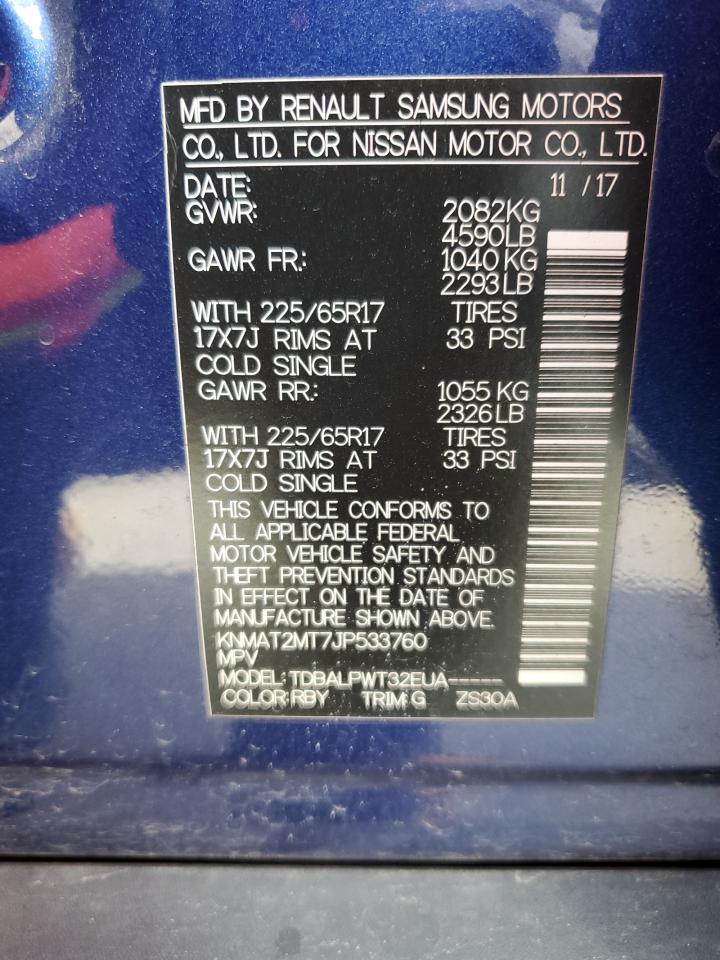 MFD BY RENAULT SAMSUNG MOTORS
CO., LTD. FOR NISSAN MOTOR CO., LTD.
DATE: 11 /17
GVWR: 2082KG
4590LB
GAWR FR.: 1040KG
2293LB
WITH 225/65R17 TIRES
17X7J RIMS AT 33 PSI
COLD SINGLE
GAWR RR.: 1055 KG
2326LB
WITH 225/65R17 TIRES
17X7J RIMS AT 33 PSI
COLD SINGLE
THIS VEHICLE CONFORMS TO
ALL APPLICABLE FEDERAL
MOTOR VEHICLE SAFETY AND
THEFT PREVENTION STANDARDS
IN EFFECT ON THE DATE OF
MANUFACTURE SHOWN ABOVE.
KNMAT2MT7JP533760
MPV
MODEL:TDBALPWT32EUA-----
COLOR:RBY TRIM:G ZS30A